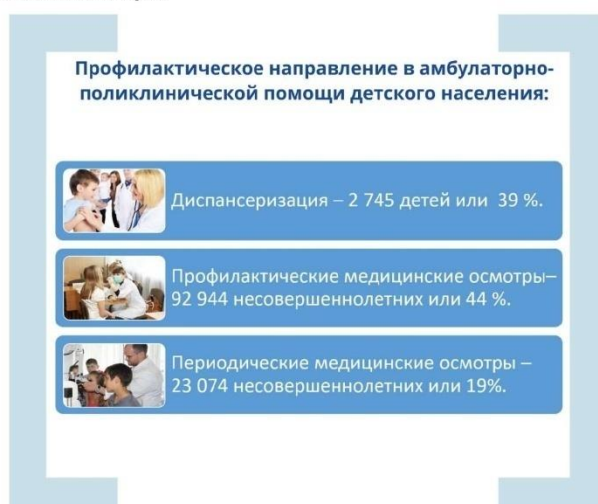 Профилактическое направление в амбулаторно-
поликлинической помощи детского населения:
Диспансеризация – 2 745 детей или 39 %.
Профилактические медицинские осмотры–
92 944 несовершеннолетних или 44 %.
Периодические медицинские осмотры –
23 074 несовершеннолетних или 19%.